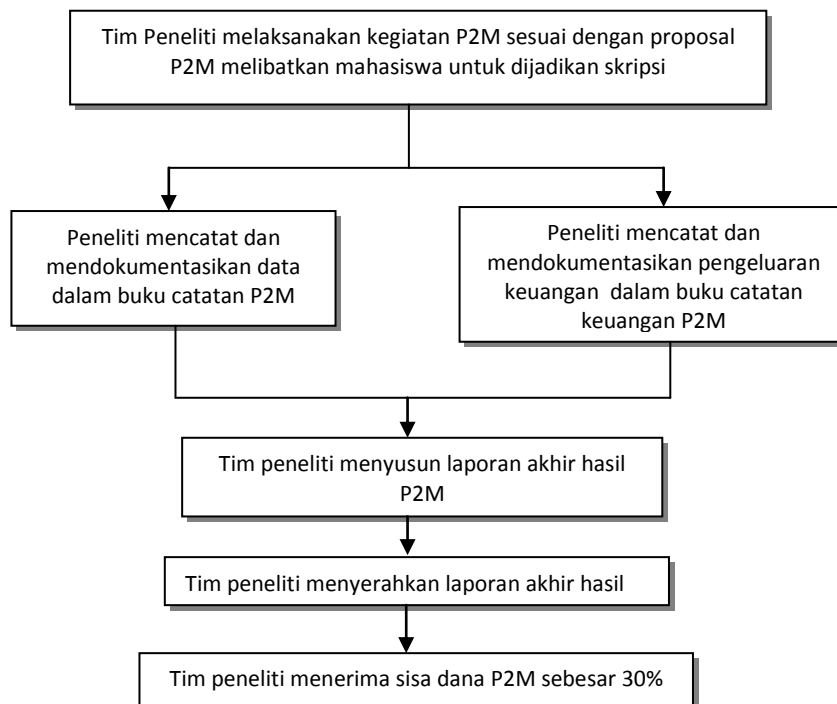 Tim Peneliti melaksanakan kegiatan P2M sesuai dengan proposal
P2M melibatkan mahasiswa untuk dijadikan skripsi
Peneliti mencatat dan
mendokumentasikan data
dalam buku catatan P2M
Peneliti mencatat dan
mendokumentasikan pengeluaran
keuangan dalam buku catatan
keuangan P2M
Tim peneliti menyusun laporan akhir hasil
P2M
Tim peneliti menyerahkan laporan akhir hasil
Tim peneliti menerima sisa dana P2M sebesar 30%